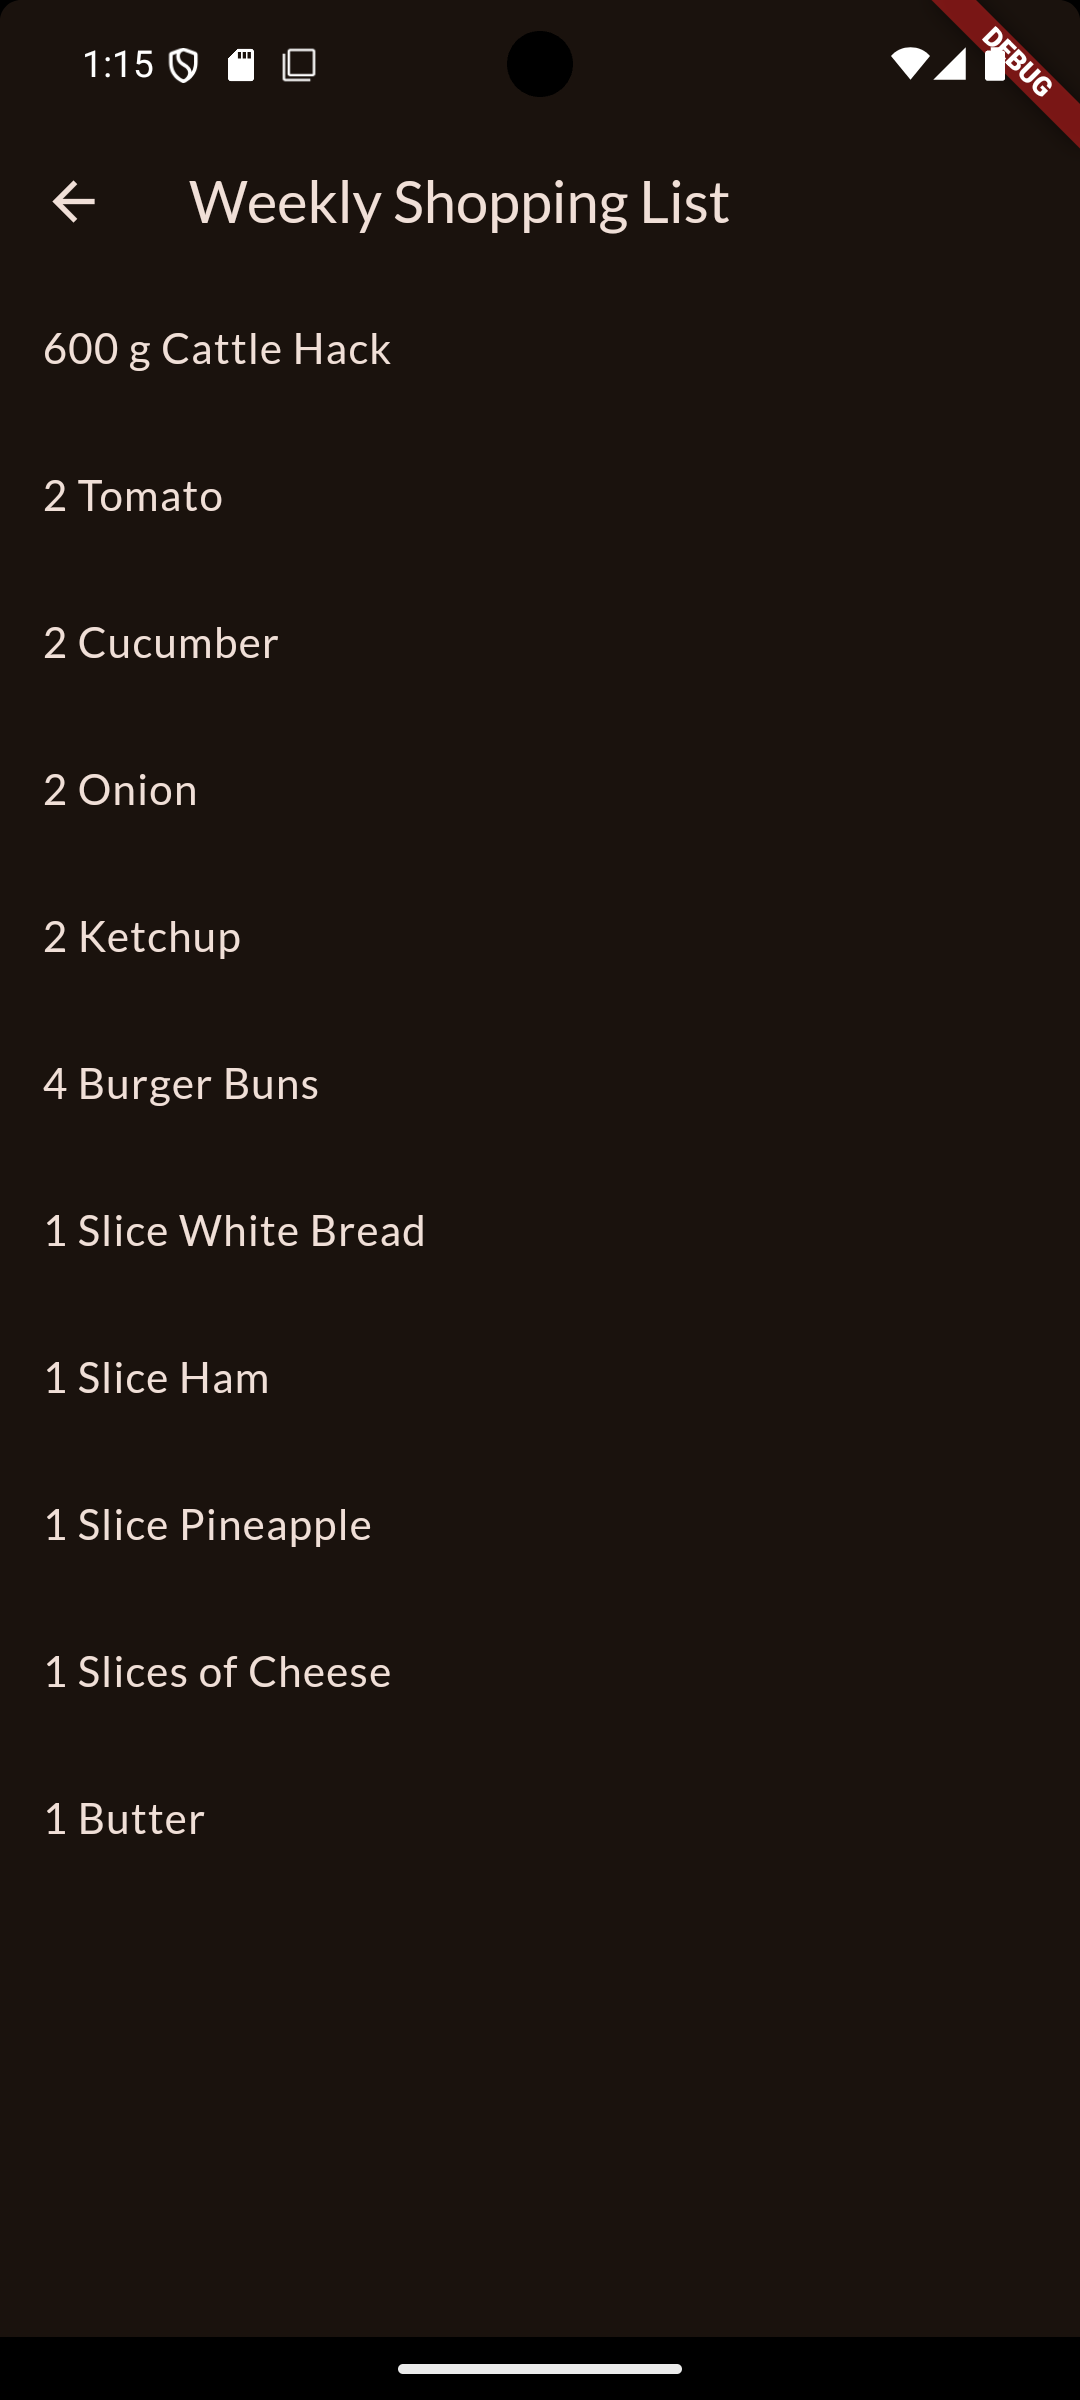 1:15
DEBUG
Weekly Shopping List
600 g Cattle Hack
2 Tomato
2 Cucumber
2 Onion
2 Ketchup
4 Burger Buns
1 Slice White Bread
1 Slice Ham
1 Slice Pineapple
1 Slices of Cheese
1 Butter